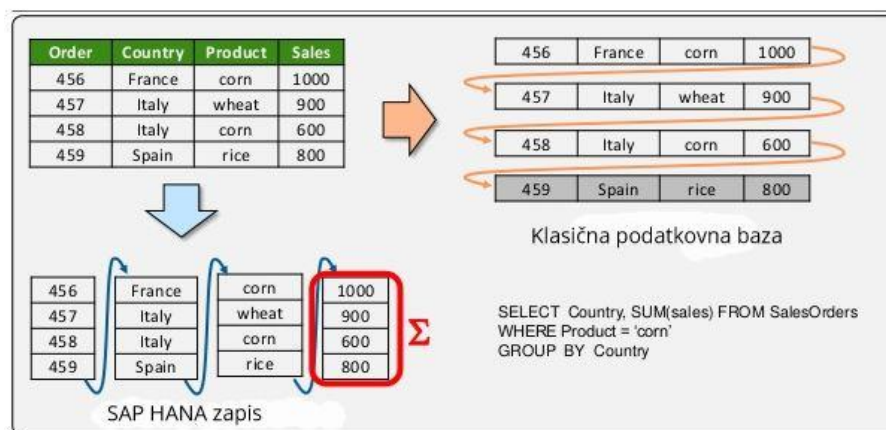 Order Country Product Sales
456 France corn 1000
457 Italy wheat 900
458 Italy corn 600
459 Spain rice 800
456 France corn 1000
457 Italy wheat 900
458 Italy corn 600
459 Spain rice 800
Klasična podatkovna baza
456 France corn 1000
457 Italy wheat 900
458 Italy corn 600
459 Spain rice 800
Σ
SAP HANA zapis
SELECT Country, SUM(sales) FROM SalesOrders
WHERE Product = 'corn'
GROUP BY Country